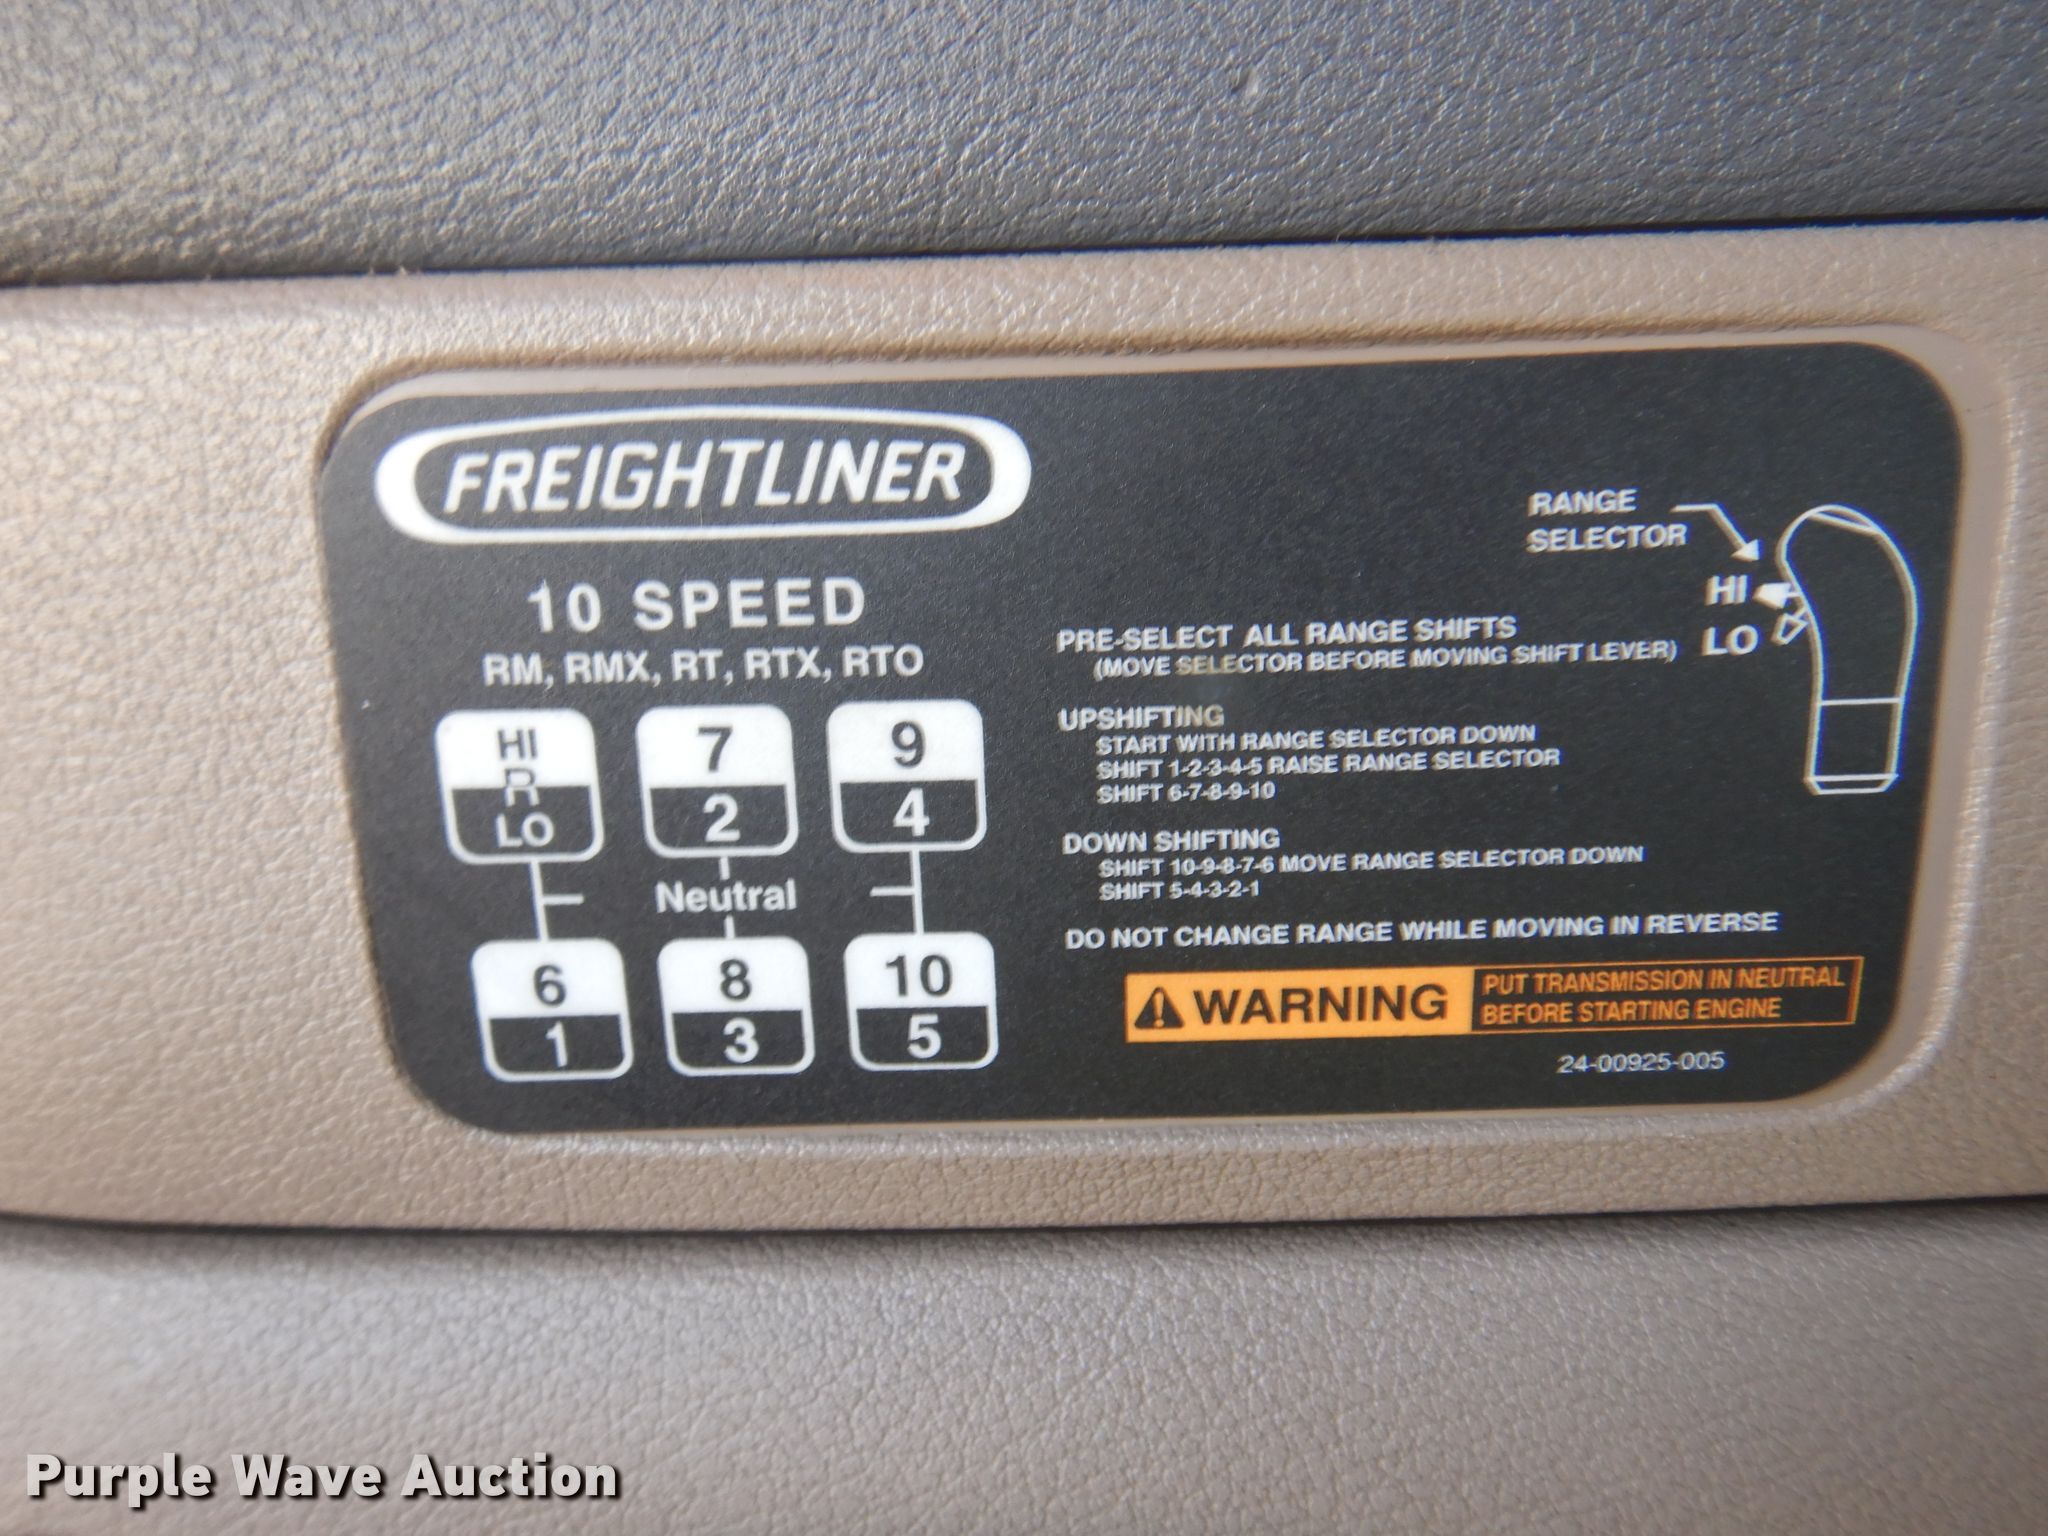 FREIGHTLINER
10 SPEED
RM, RMX, RT, RTX, RTO
HI
R
LO
7
2
9
4
Neutral
6
1
8
3
10
5
RANGE
SELECTOR
HI
LO
PRE-SELECT ALL RANGE SHIFTS
(MOVE SELECTOR BEFORE MOVING SHIFT LEVER)
UPSHIFTING
START WITH RANGE SELECTOR DOWN
SHIFT 1-2-3-4-5 RAISE RANGE SELECTOR
SHIFT 6-7-8-9-10
DOWN SHIFTING
SHIFT 10-9-8-7-6 MOVE RANGE SELECTOR DOWN
SHIFT 5-4-3-2-1
DO NOT CHANGE RANGE WHILE MOVING IN REVERSE
WARNING
PUT TRANSMISSION IN NEUTRAL
BEFORE STARTING ENGINE
24-00925-005
Purple Wave Auction